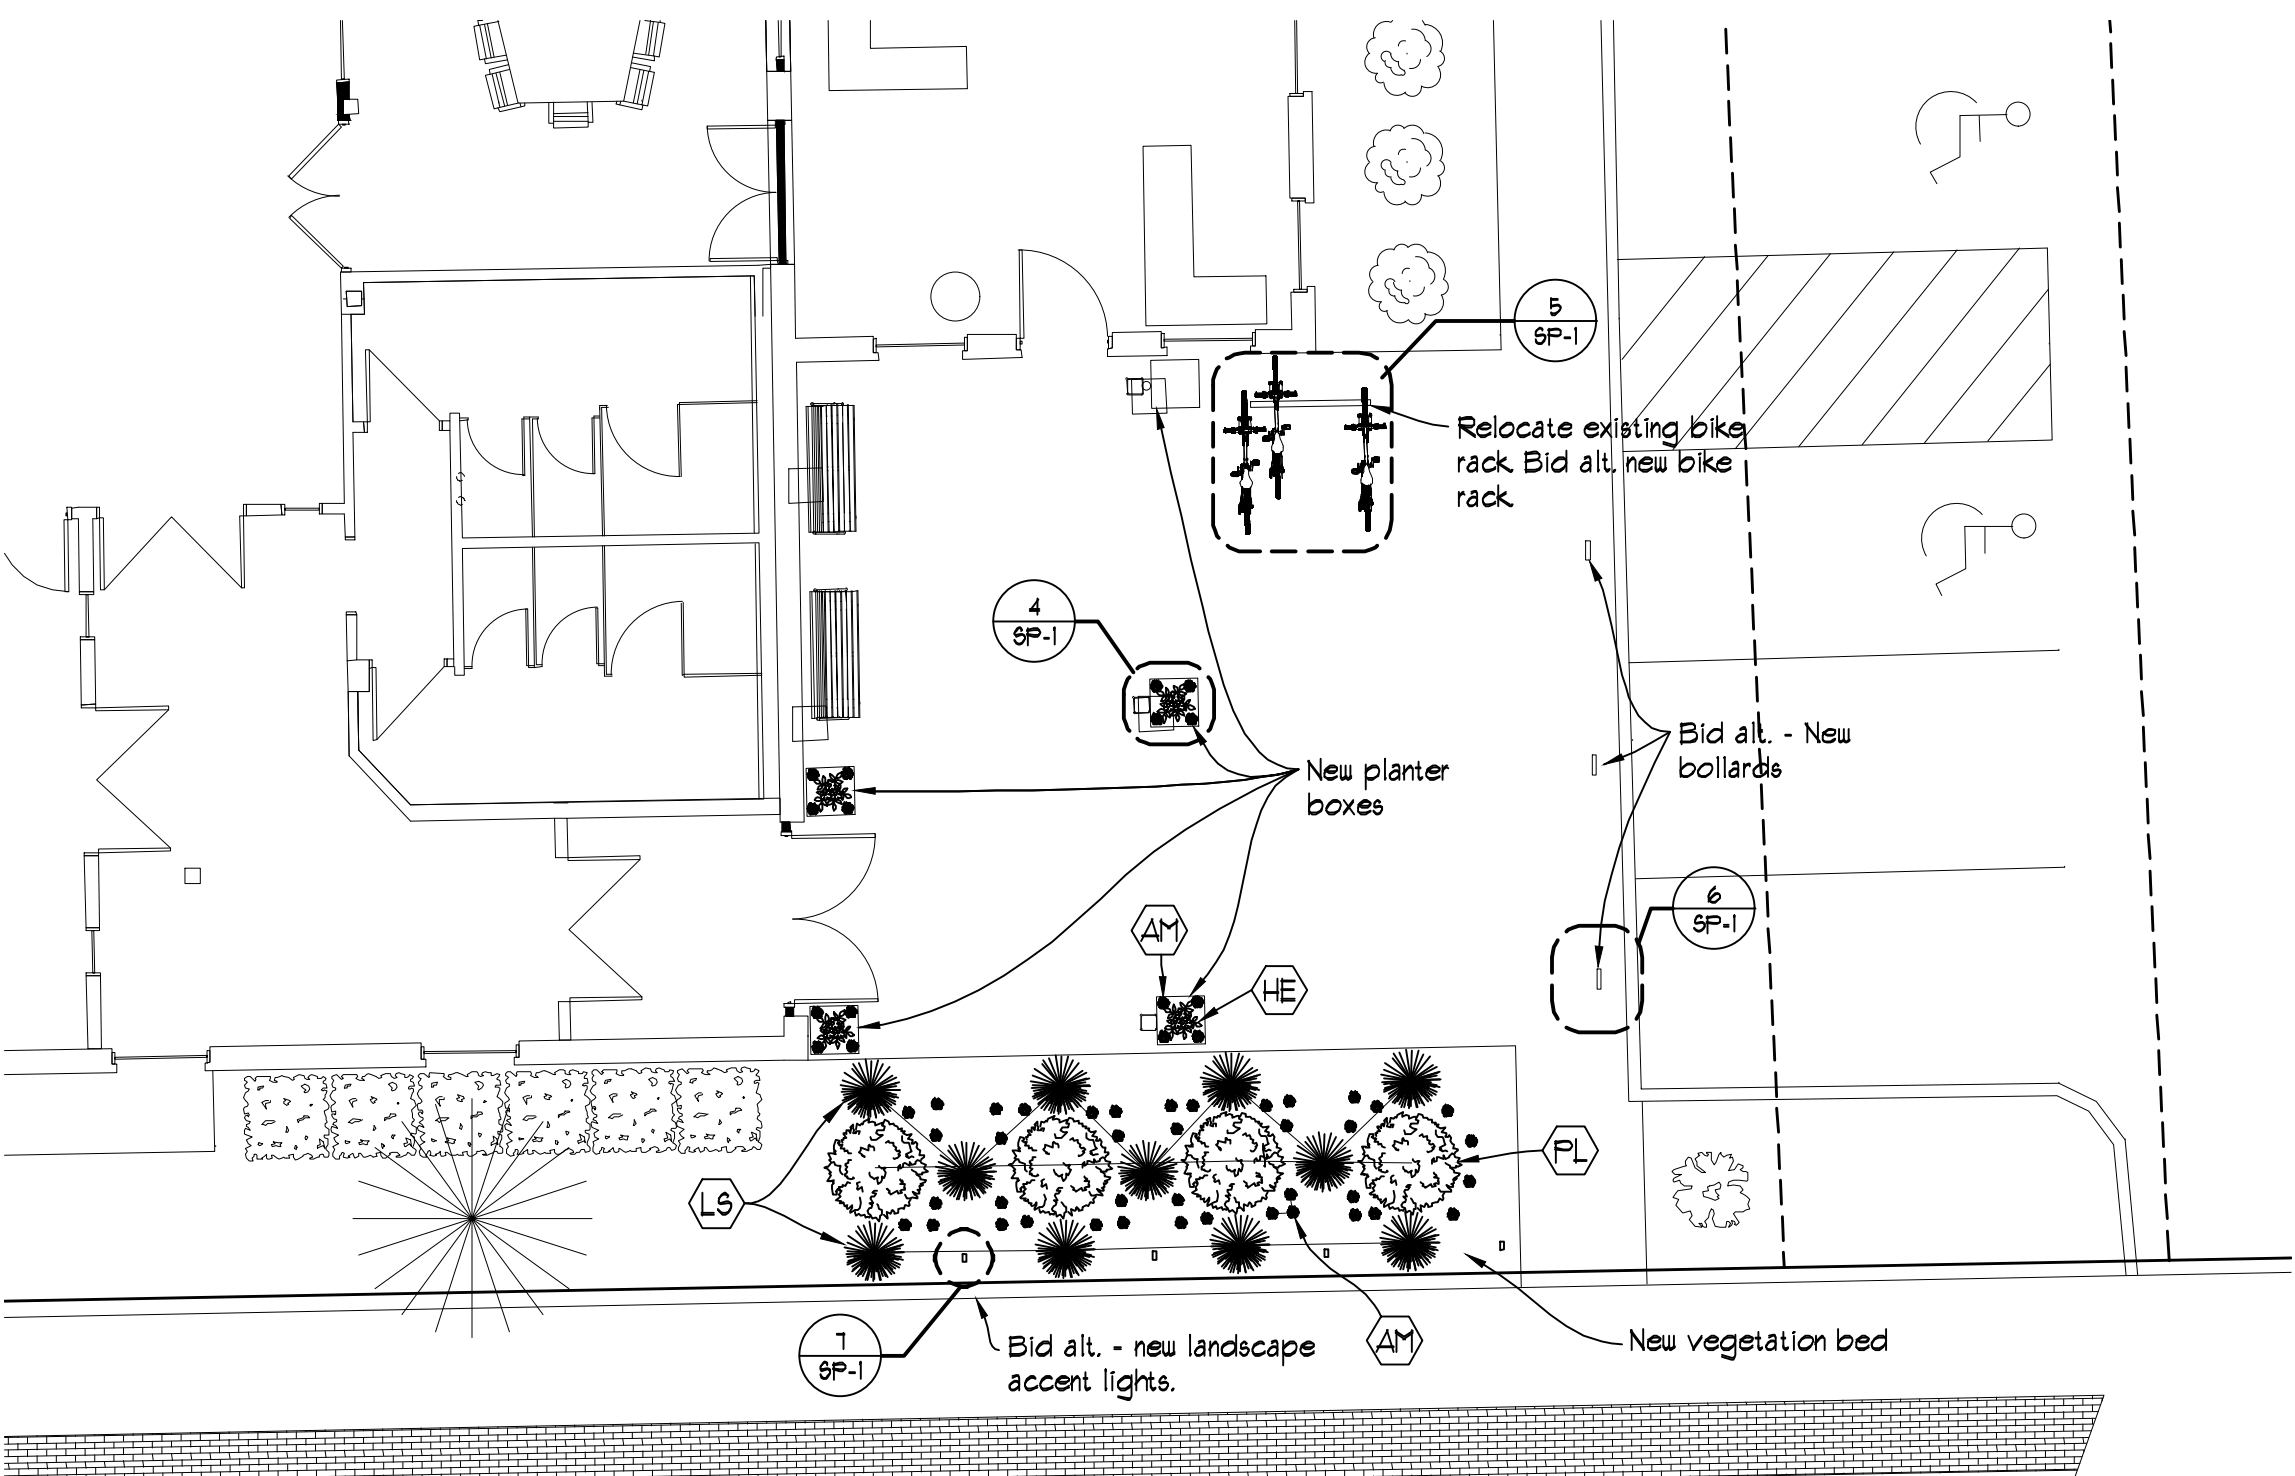 5
SP-1
Relocate existing bike
rack. Bid alt. new bike
rack.
4
SP-1
Bid alt. - New
bollards
New planter
boxes
6
SP-1
AM
HE
PL
LS
AM
7
SP-1
Bid alt. - new landscape
accent lights.
New vegetation bed